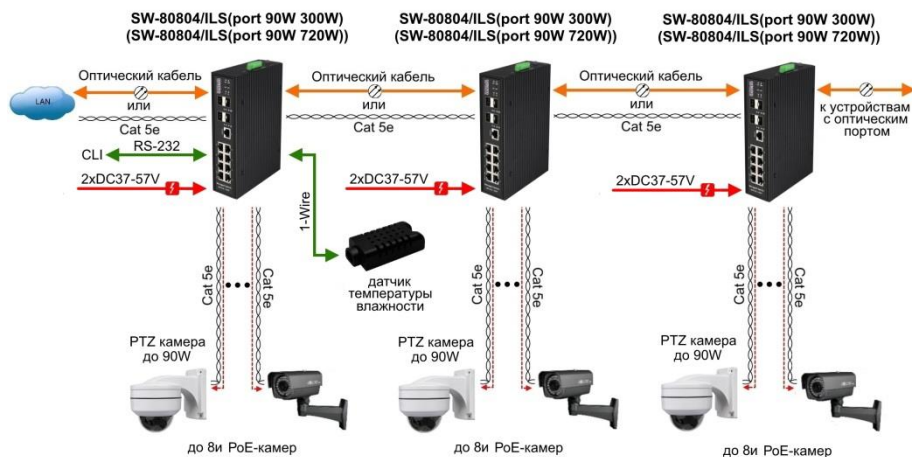 SW-80804/ILS(port 90W 300W)
(SW-80804/ILS(port 90W 720W))
SW-80804/ILS(port 90W 300W)
(SW-80804/ILS(port 90W 720W))
SW-80804/ILS(port 90W 300W)
(SW-80804/ILS(port 90W 720W))
Оптический кабель
или
Cat 5e
LAN
RS-232
CLI
2xDC37-57V
Оптический кабель
или
Cat 5e
2xDC37-57V
Оптический кабель
или
Cat 5e
2xDC37-57V
к устройствам
с оптическим
портом
1-Wire
датчик
температуры
влажности
Cat 5e
Cat 5e
Cat 5e
Cat 5e
Cat 5e
Cat 5e
PTZ камера
до 90W
PTZ камера
до 90W
PTZ камера
до 90W
до 8и PoE-камер
до 8и PoE-камер
до 8и PoE-камер